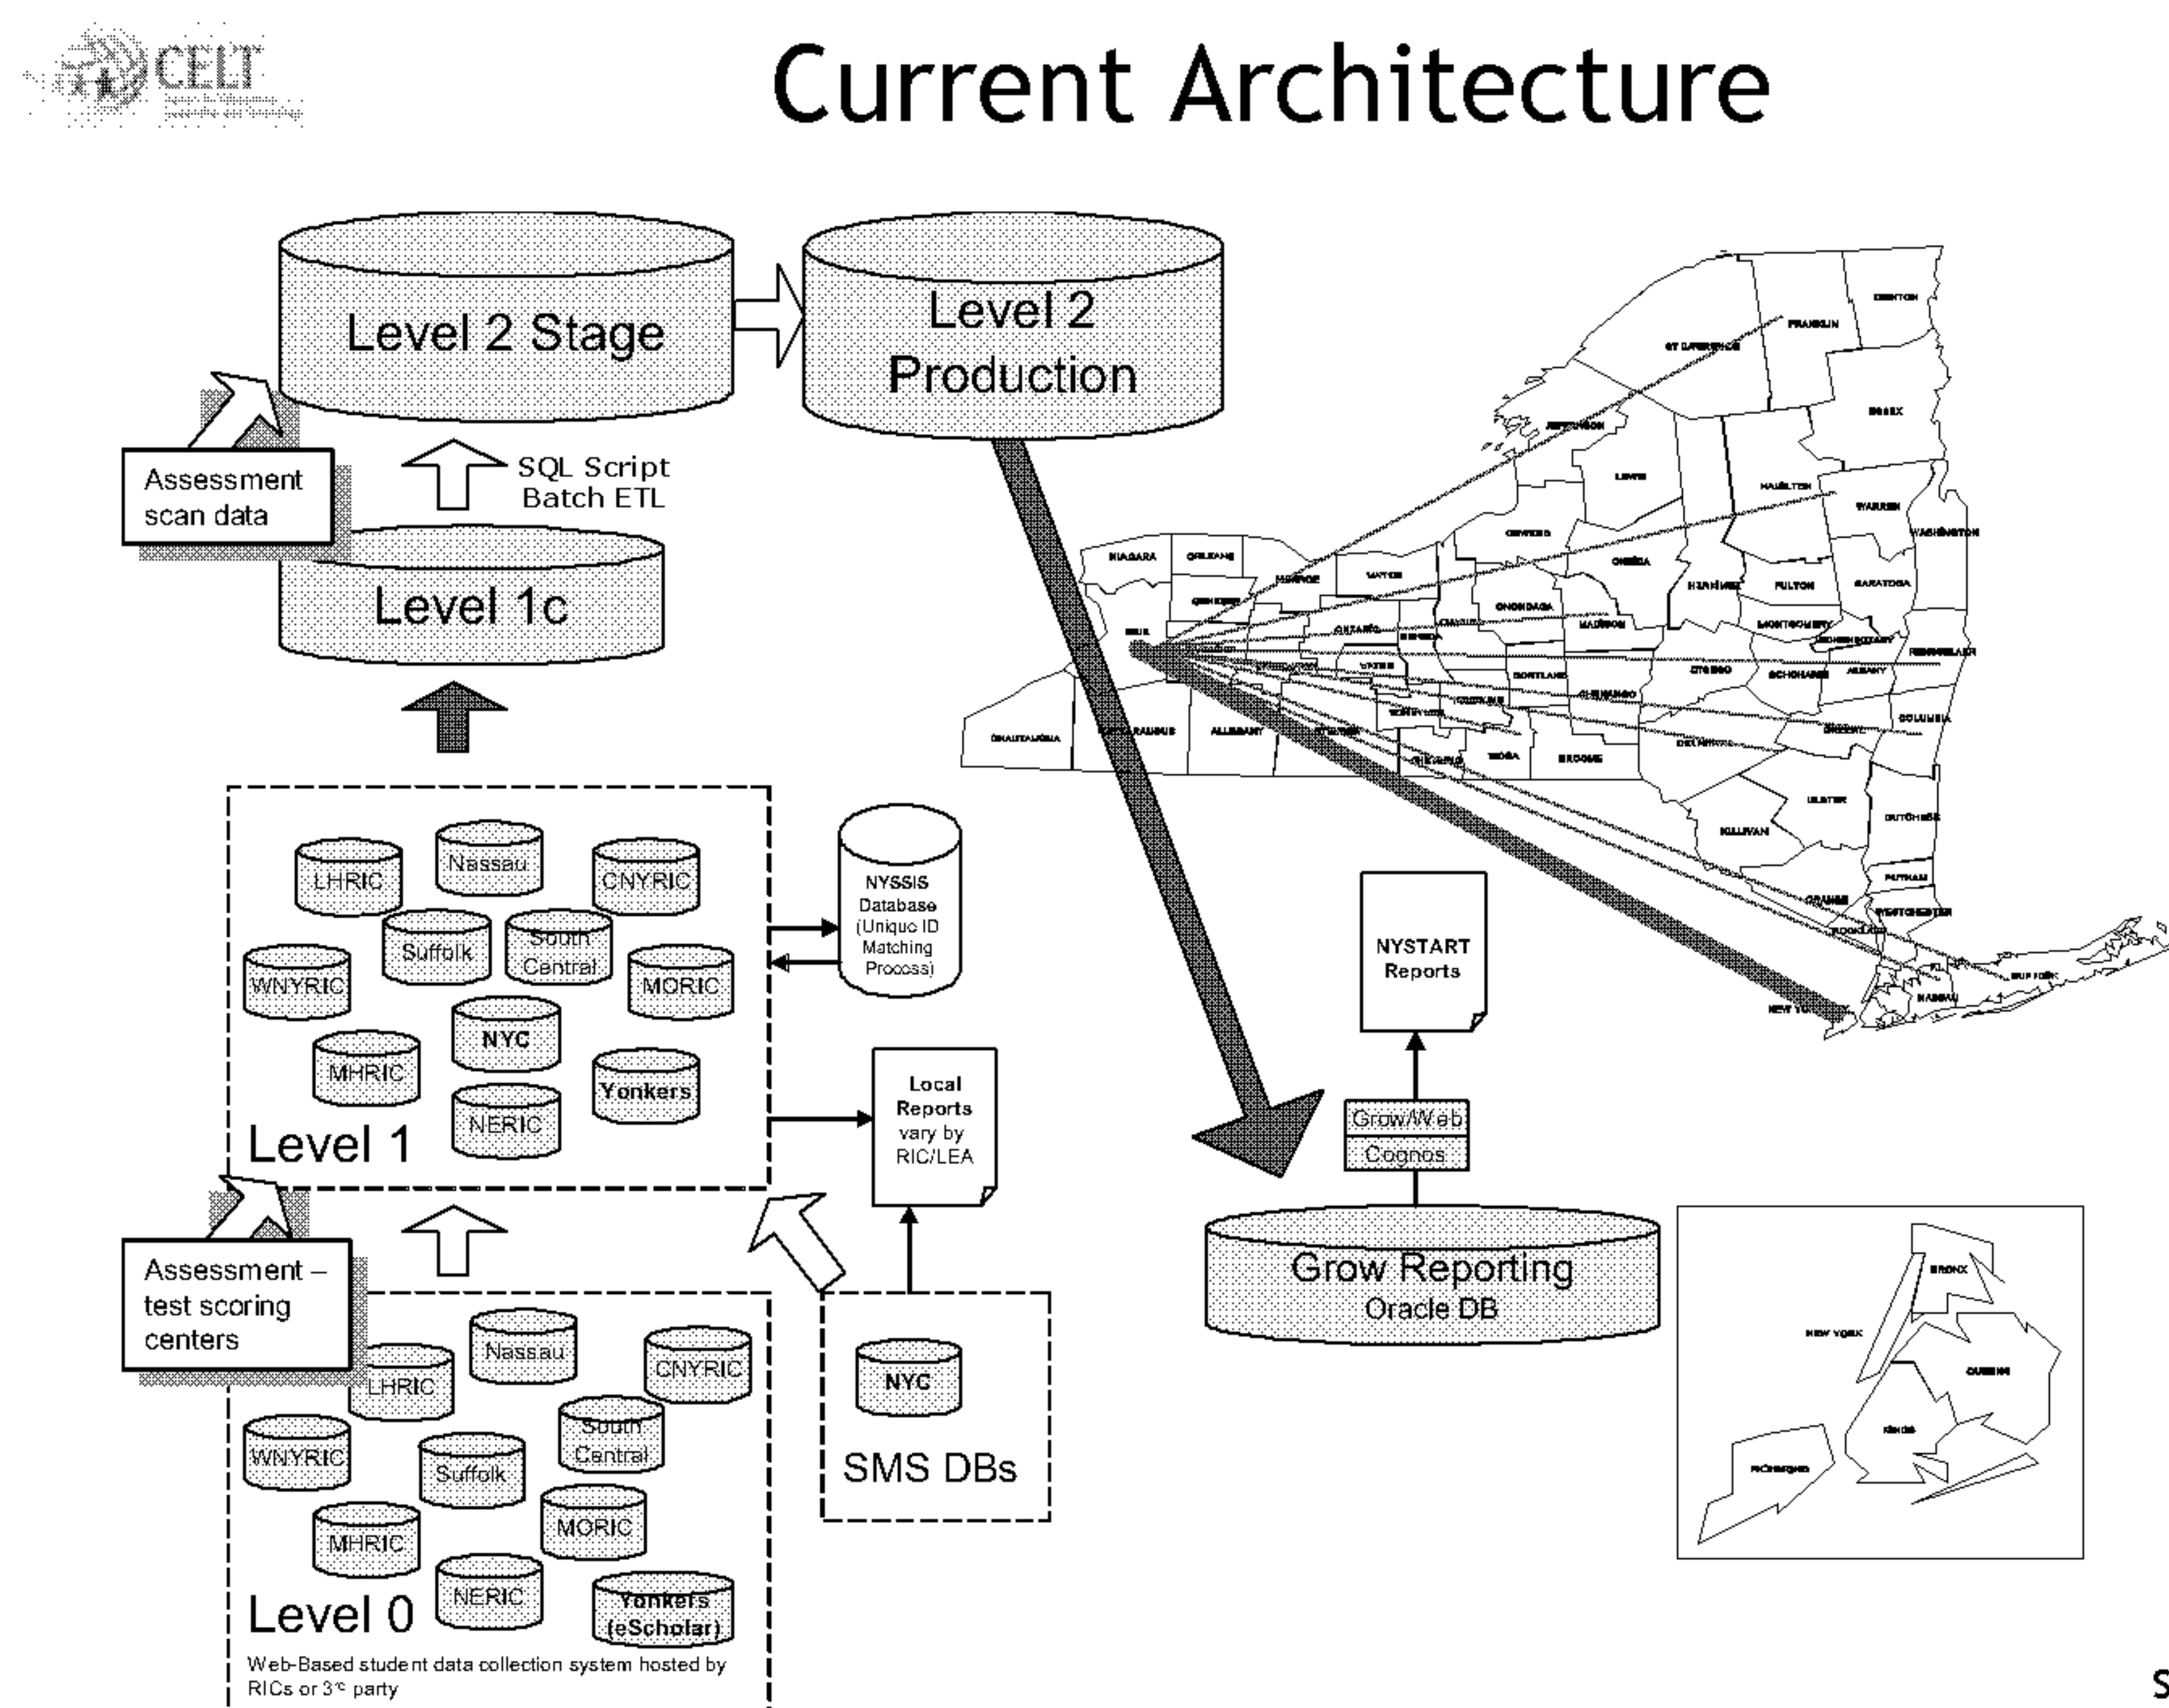 CELT
Current Architecture
Level 2 Stage
Level 2
Production
Assessment
scan data
SQL Script
Batch ETL
Level 1c
LHRIC
Nassau
CNYRIC
Suffolk
South
Central
WNYRIC
MORIC
NYC
MHRIC
Yonkers
NERIC
Level 1
NYSSIS
Database
(Unique ID
Matching
Process)
Local
Reports
vary by
RIC/LEA
Assessment –
test scoring
centers
LHRIC
Nassau
CNYRIC
South
Central
WNYRIC
Suffolk
MORIC
MHRIC
NERIC
Yonkers
(eScholar)
Level 0
Web-Based student data collection system hosted by
RICs or 3rd party
NYC
SMS DBs
NYSTART
Reports
Grow/Web
Cognos
Grow Reporting
Oracle DB
CLINTON
FRANKLIN
ST LAWRENCE
ESSEX
JEFFERSON
LEWIS
HAMILTON
WARREN
WASHINGTON
NIAGARA
ORLEANS
MONROE
WAYNE
ONEIDA
HERKIMER
FULTON
SARATOGA
ONONDAGA
MADISON
MONTGOMERY
ERIE
ONTARIO
CORTLAND
OTSEGO
SCHOHARIE
ALBANY
RENSSELAER
CHENANGO
COLUMBIA
CHAUTAUQUA
ALLEGANY
TIOGA
BROOME
ULSTER
SULLIVAN
DUTCHESS
PUTNAM
ORANGE
WESTCHESTER
ROCKLAND
SUFFOLK
NASSAU
BRONX
NEW YORK
QUEENS
KINGS
RICHMOND
S